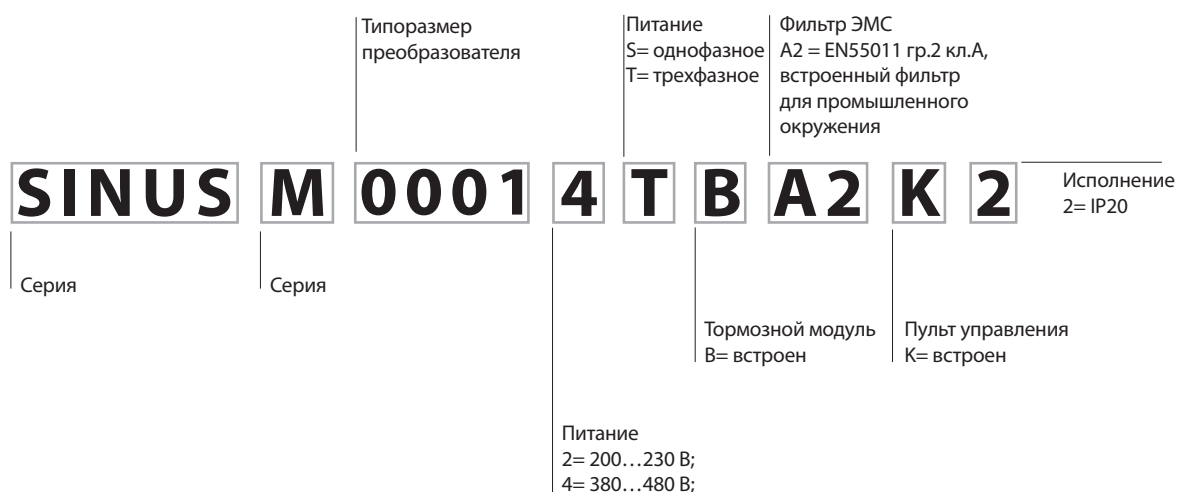 Типоразмер
преобразователя
Питание
S= однофазное
T= трехфазное
Фильтр ЭМС
A2 = EN55011 гр.2 кл.А,
встроенный фильтр
для промышленного
окружения
SINUS M 0001 4 T B A2 K 2
Исполнение
2= IP20
Серия
Серия
Тормозной модуль
B= встроен
Пульт управления
K= встроен
Питание
2= 200…230 В;
4= 380…480 В;